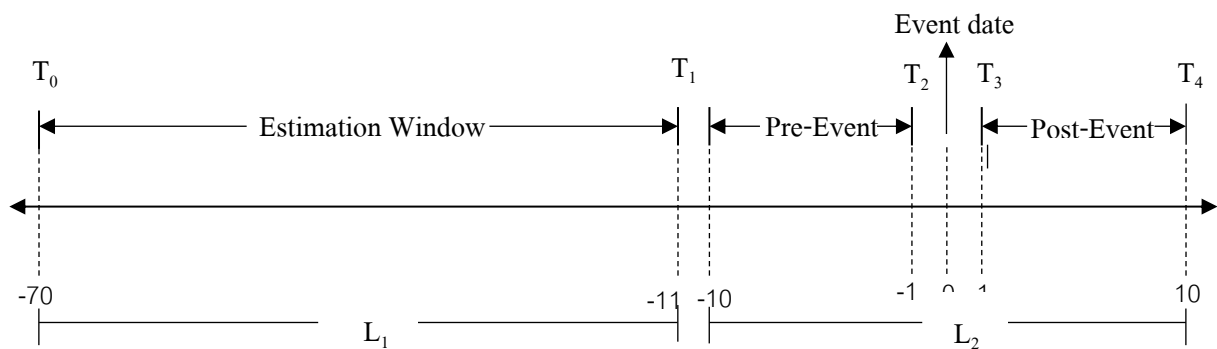 Event date
T₀ T₁ T₂ T₃ T₄
Estimation Window Pre-Event Post-Event
-70 -11 -10 -1 0 1 10
L₁ L₂